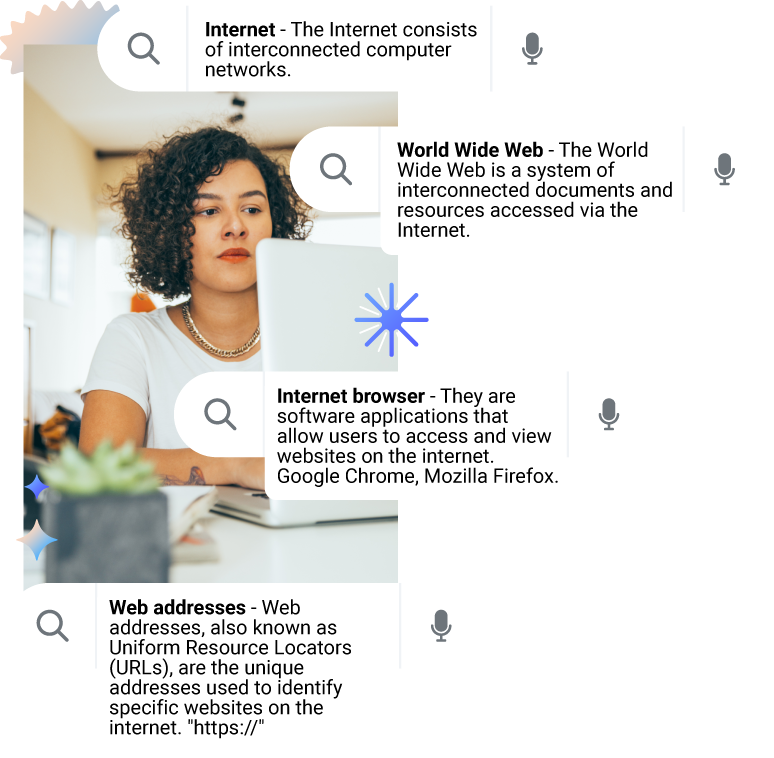 Internet - The Internet consists
of interconnected computer
networks.
World Wide Web - The World
Wide Web is a system of
interconnected documents and
resources accessed via the
Internet.
Internet browser - They are
software applications that
allow users to access and view
websites on the internet.
Google Chrome, Mozilla Firefox.
Web addresses - Web
addresses, also known as
Uniform Resource Locators
(URLs), are the unique
addresses used to identify
specific websites on the
internet. "https://"